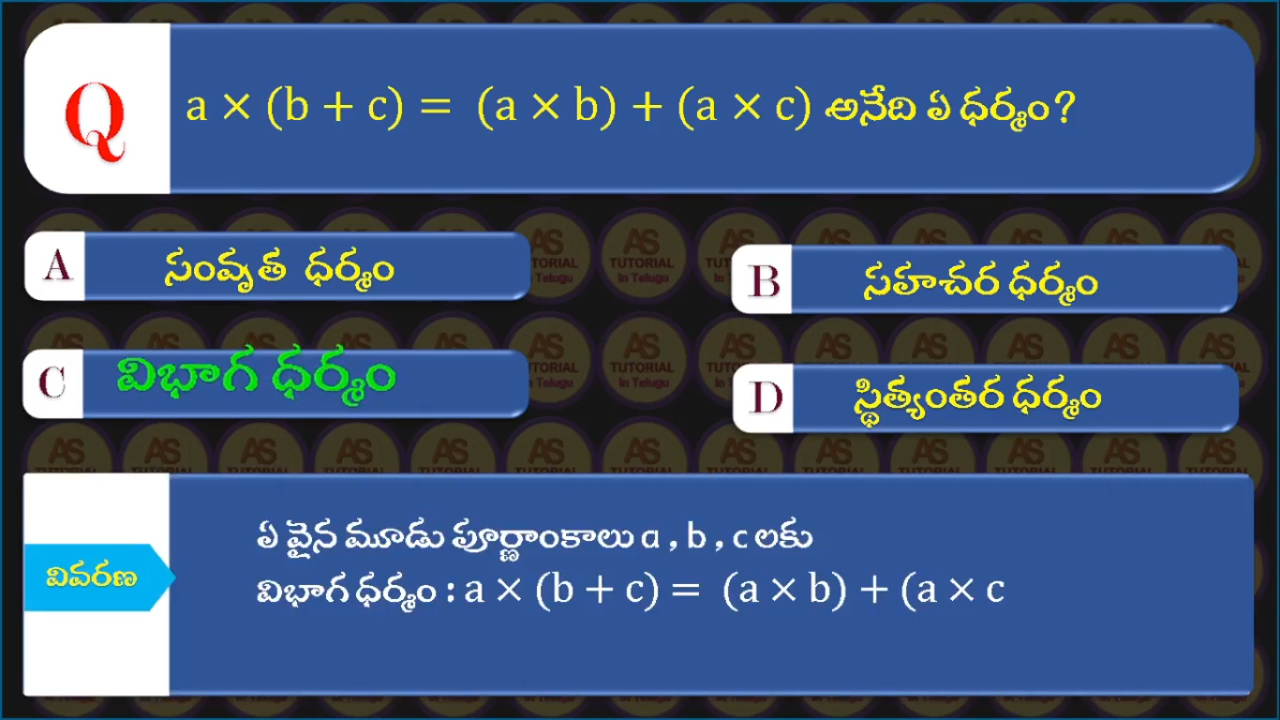 Q
a × (b + c) = (a × b) + (a × c) అనేది ఏ ధర్మం?
A
సంవృత ధర్మం
B
సహచర ధర్మం
C
విభాగ ధర్మం
D
స్థిత్యంతర ధర్మం
వివరణ
ఏ వైన మూడు పూర్ణాంకాలు a , b , c లకు
విభాగ ధర్మం : a × (b + c) = (a × b) + (a × c